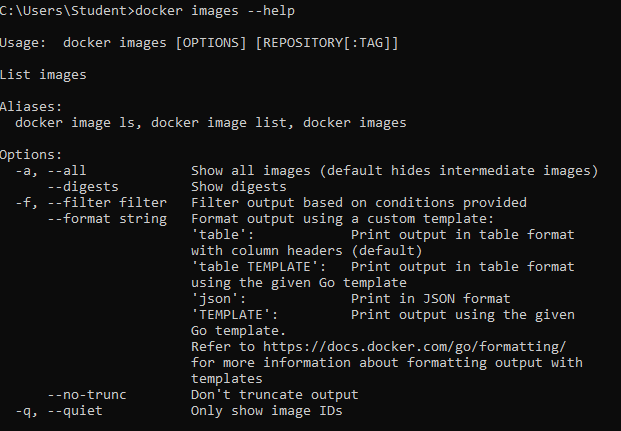 C:\Users\Student>docker images --help
Usage:  docker images [OPTIONS] [REPOSITORY[:TAG]]
List images
Aliases:
  docker image ls, docker image list, docker images
Options:
  -a, --all             Show all images (default hides intermediate images)
      --digests         Show digests
  -f, --filter filter   Filter output based on conditions provided
      --format string   Format output using a custom template:
                        'table':            Print output in table format
                        with column headers (default)
                        'table TEMPLATE':   Print output in table format
                        using the given Go template
                        'json':             Print in JSON format
                        'TEMPLATE':         Print output using the given
                        Go template.
                        Refer to https://docs.docker.com/go/formatting/
                        for more information about formatting output with
                        templates
      --no-trunc        Don't truncate output
  -q, --quiet           Only show image IDs